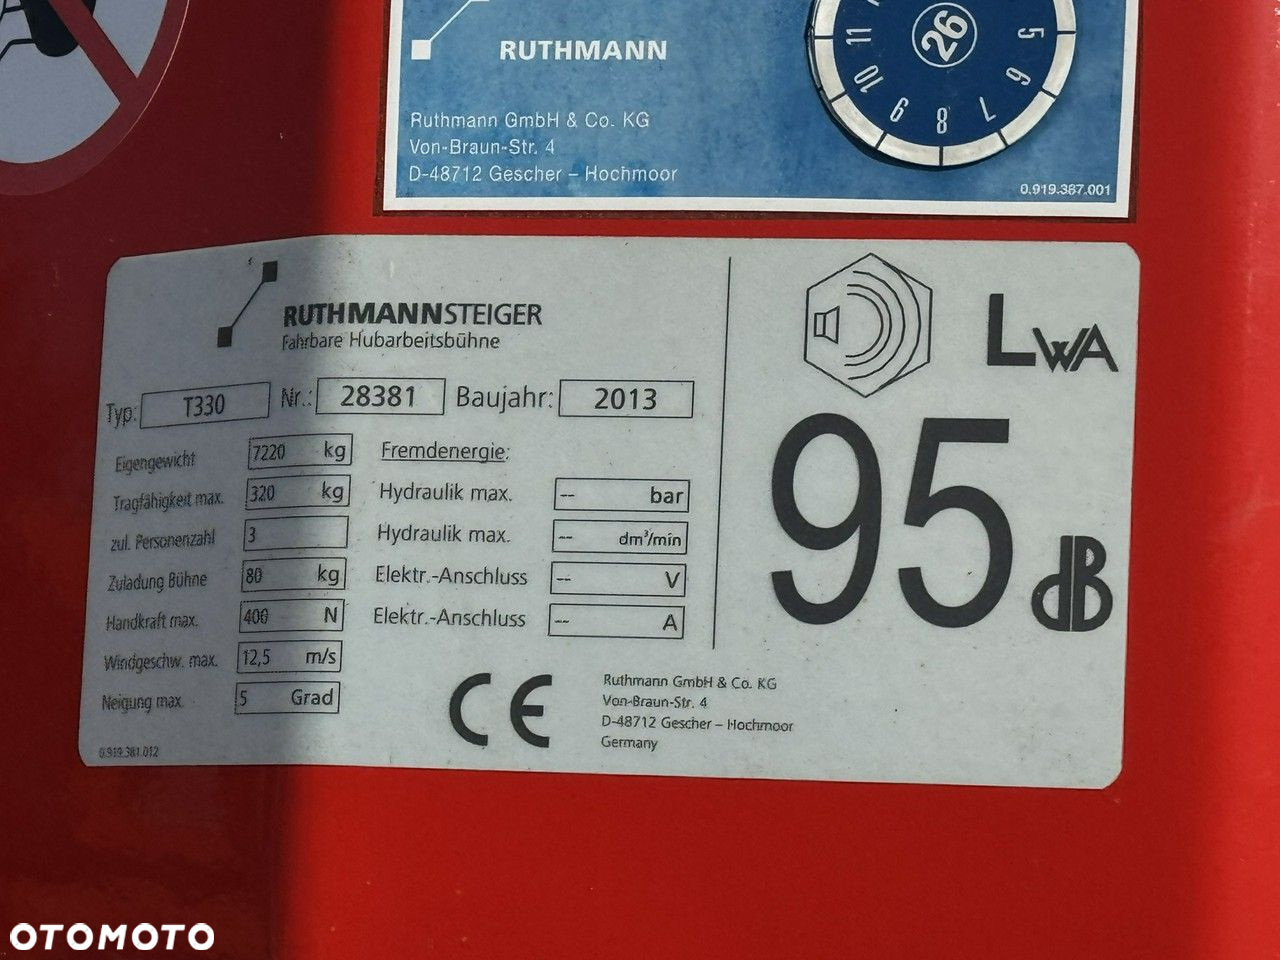 RUTHMANN
Ruthmann GmbH & Co. KG
Von-Braun-Str. 4
D-48712 Gescher – Hochmoor
26
5
6
7
8
9
10
11
0.919.387.001
RUTHMANNSTEIGER
Fahrbare Hubarbeitsbühne
Typ: T330 Nr.: 28381 Baujahr: 2013
Eigengewicht 7220 kg
Tragfähigkeit max. 320 kg
zul. Personenzahl 3
Zuladung Bühne 80 kg
Handkraft max. 400 N
Windgeschw. max. 12,5 m/s
Neigung max. 5 Grad
0.919.381.012
Fremdenergie:
Hydraulik max. -- bar
Hydraulik max. -- dm³/min
Elektr.-Anschluss -- V
Elektr.-Anschluss -- A
CE
Ruthmann GmbH & Co. KG
Von-Braun-Str. 4
D-48712 Gescher – Hochmoor
Germany
LWA
95 dB
OTOMOTO